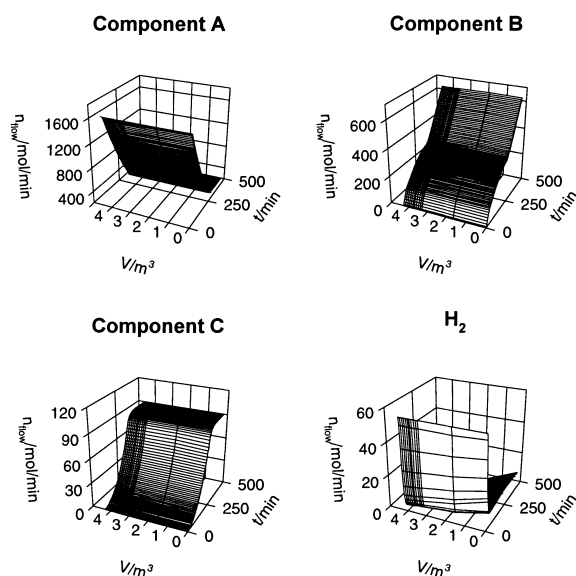 Component A
Component B
n_flow/mol/min
1600
1200
800
400
4 3 2 1 0
0
250
500
t/min
V/m³
n_flow/mol/min
600
400
200
0
4 3 2 1 0
0
250
500
t/min
V/m³
Component C
H₂
n_flow/mol/min
120
90
60
30
0
4 3 2 1 0
0
250
500
t/min
V/m³
n_flow/mol/min
60
40
20
0
4 3 2 1 0
0
250
500
t/min
V/m³